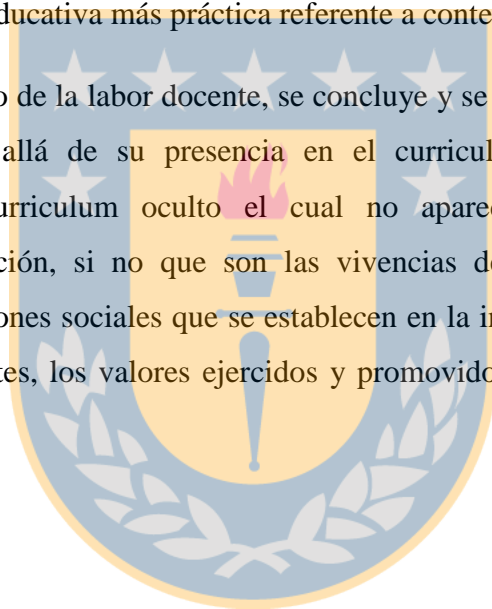 ducativa más práctica referente a conte
o de la labor docente, se concluye y se
allá de su presencia en el curricul
urriculum oculto el cual no apare
ción, si no que son las vivencias d
ones sociales que se establecen en la i
tes, los valores ejercidos y promovido